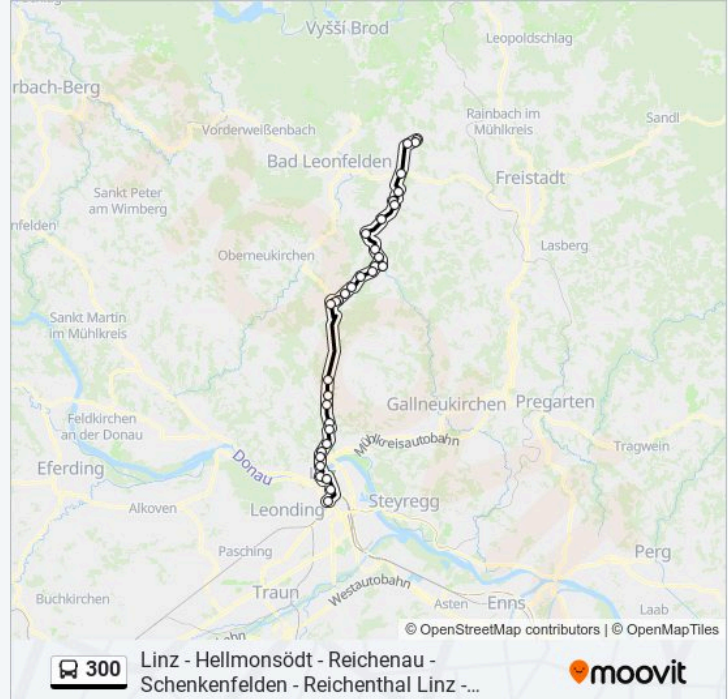 Vyšší Brod
Leopoldschlag
rbach-Berg
Rainbach im
Mühlkreis
Sandl
Vorderweißenbach
Bad Leonfelden
Freistadt
Sankt Peter
am Wimberg
nfelden
Lasberg
Oberneukirchen
Sankt Martin
im Mühlkreis
Gallneukirchen
Pregarten
Feldkirchen
an der Donau
Mühlkreisautobahn
Tragwein
Donau
Eferding
Steyregg
Alkoven
Leonding
Pasching
Perg
Traun
Westautobahn
Buchkirchen
Asten
Enns
Laab
© OpenStreetMap contributors | © OpenMapTiles
300
Linz - Hellmonsödt - Reichenau -
Schenkenfelden - Reichenthal Linz -...
moovit